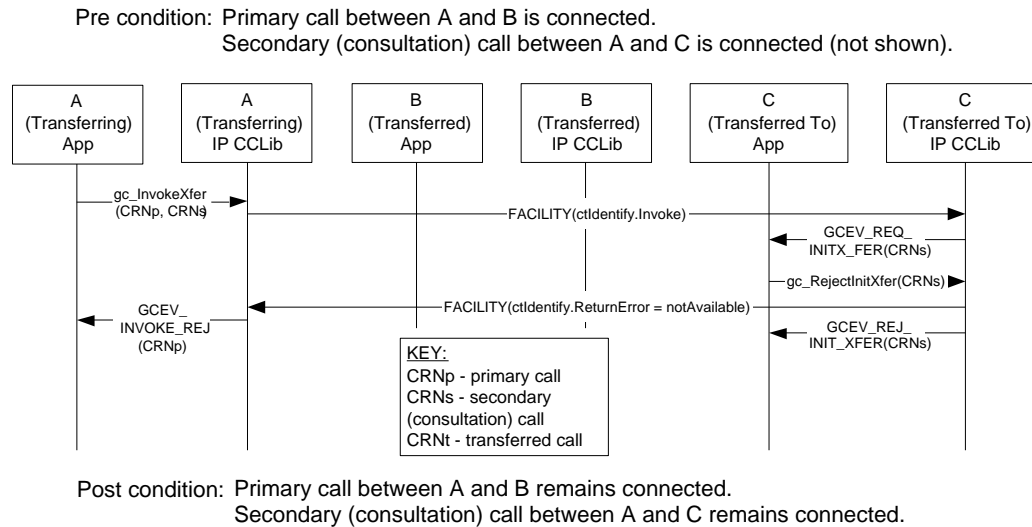 Pre condition: Primary call between A and B is connected.
Secondary (consultation) call between A and C is connected (not shown).
A
(Transferring)
App
A
(Transferring)
IP CCLib
B
(Transferred)
App
B
(Transferred)
IP CCLib
C
(Transferred To)
App
C
(Transferred To)
IP CCLib
gc_InvokeXfer
(CRNp, CRNs)
FACILITY(ctIdentify.Invoke)
GCEV_REQ_
INITX_FER(CRNs)
gc_RejectInitXfer(CRNs)
FACILITY(ctIdentify.ReturnError = notAvailable)
GCEV_
INVOKE_REJ
(CRNp)
GCEV_REJ_
INIT_XFER(CRNs)
KEY:
CRNp - primary call
CRNs - secondary
(consultation) call
CRNt - transferred call
Post condition: Primary call between A and B remains connected.
Secondary (consultation) call between A and C remains connected.